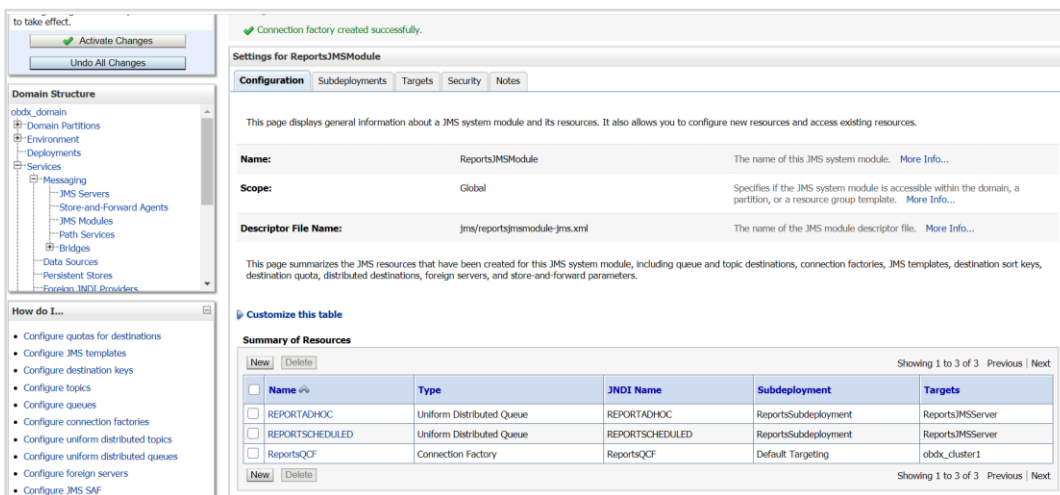 to take effect.
Activate Changes
Undo All Changes
Domain Structure
obdx_domain
Domain Partitions
Environment
Deployments
Services
Messaging
JMS Servers
Store-and-Forward Agents
JMS Modules
Path Services
Bridges
Data Sources
Persistent Stores
Foreign JNDI Providers
How do I...
Configure quotas for destinations
Configure JMS templates
Configure destination keys
Configure topics
Configure queues
Configure connection factories
Configure uniform distributed topics
Configure uniform distributed queues
Configure foreign servers
Configure JMS SAF
Connection factory created successfully.
Settings for ReportsJMSModule
Configuration Subdeployments Targets Security Notes
This page displays general information about a JMS system module and its resources. It also allows you to configure new resources and access existing resources.
Name: ReportsJMSModule The name of this JMS system module. More Info...
Scope: Global Specifies if the JMS system module is accessible within the domain, a
partition, or a resource group template. More Info...
Descriptor File Name: jms/reportsjmsmodule-jms.xml The name of the JMS module descriptor file. More Info...
This page summarizes the JMS resources that have been created for this JMS system module, including queue and topic destinations, connection factories, JMS templates, destination sort keys,
destination quota, distributed destinations, foreign servers, and store-and-forward parameters.
Customize this table
Summary of Resources
New Delete Showing 1 to 3 of 3 Previous | Next
Name Type JNDI Name Subdeployment Targets
REPORTADHOC Uniform Distributed Queue REPORTADHOC ReportsSubdeployment ReportsJMSServer
REPORTSCHEDULED Uniform Distributed Queue REPORTSCHEDULED ReportsSubdeployment ReportsJMSServer
ReportsQCF Connection Factory ReportsQCF Default Targeting obdx_cluster1
New Delete Showing 1 to 3 of 3 Previous | Next